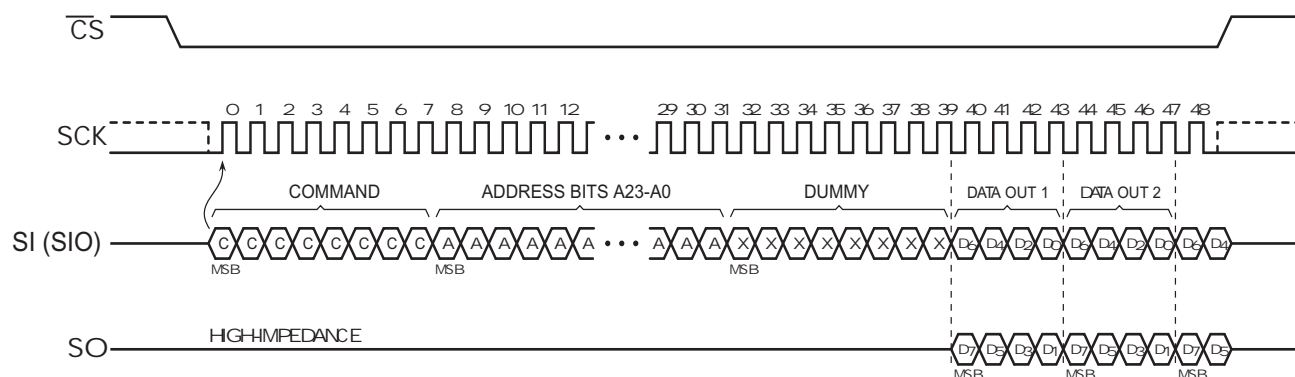 CS
0 1 2 3 4 5 6 7 8 9 10 11 12 29 30 31 32 33 34 35 36 37 38 39 40 41 42 43 44 45 46 47 48
SCK
COMMAND ADDRESS BITS A23-A0 DUMMY DATA OUT 1 DATA OUT 2
SI (SIO) C C C C C C C C A A A A A A ••• A A A X X X X X X X X D6 D4 D2 D0 D6 D4 D2 D0 D6 D4
MSB MSB MSB
HIGH-IMPEDANCE
SO D7 D5 D3 D1 D7 D5 D3 D1 D7 D5
MSB MSB MSB